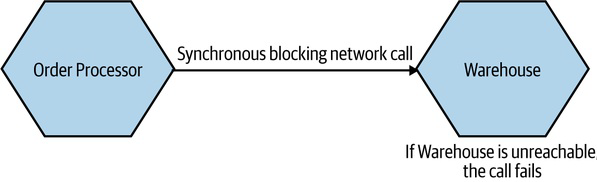 Synchronous blocking network call
Order Processor
Warehouse
If Warehouse is unreachable,
the call fails